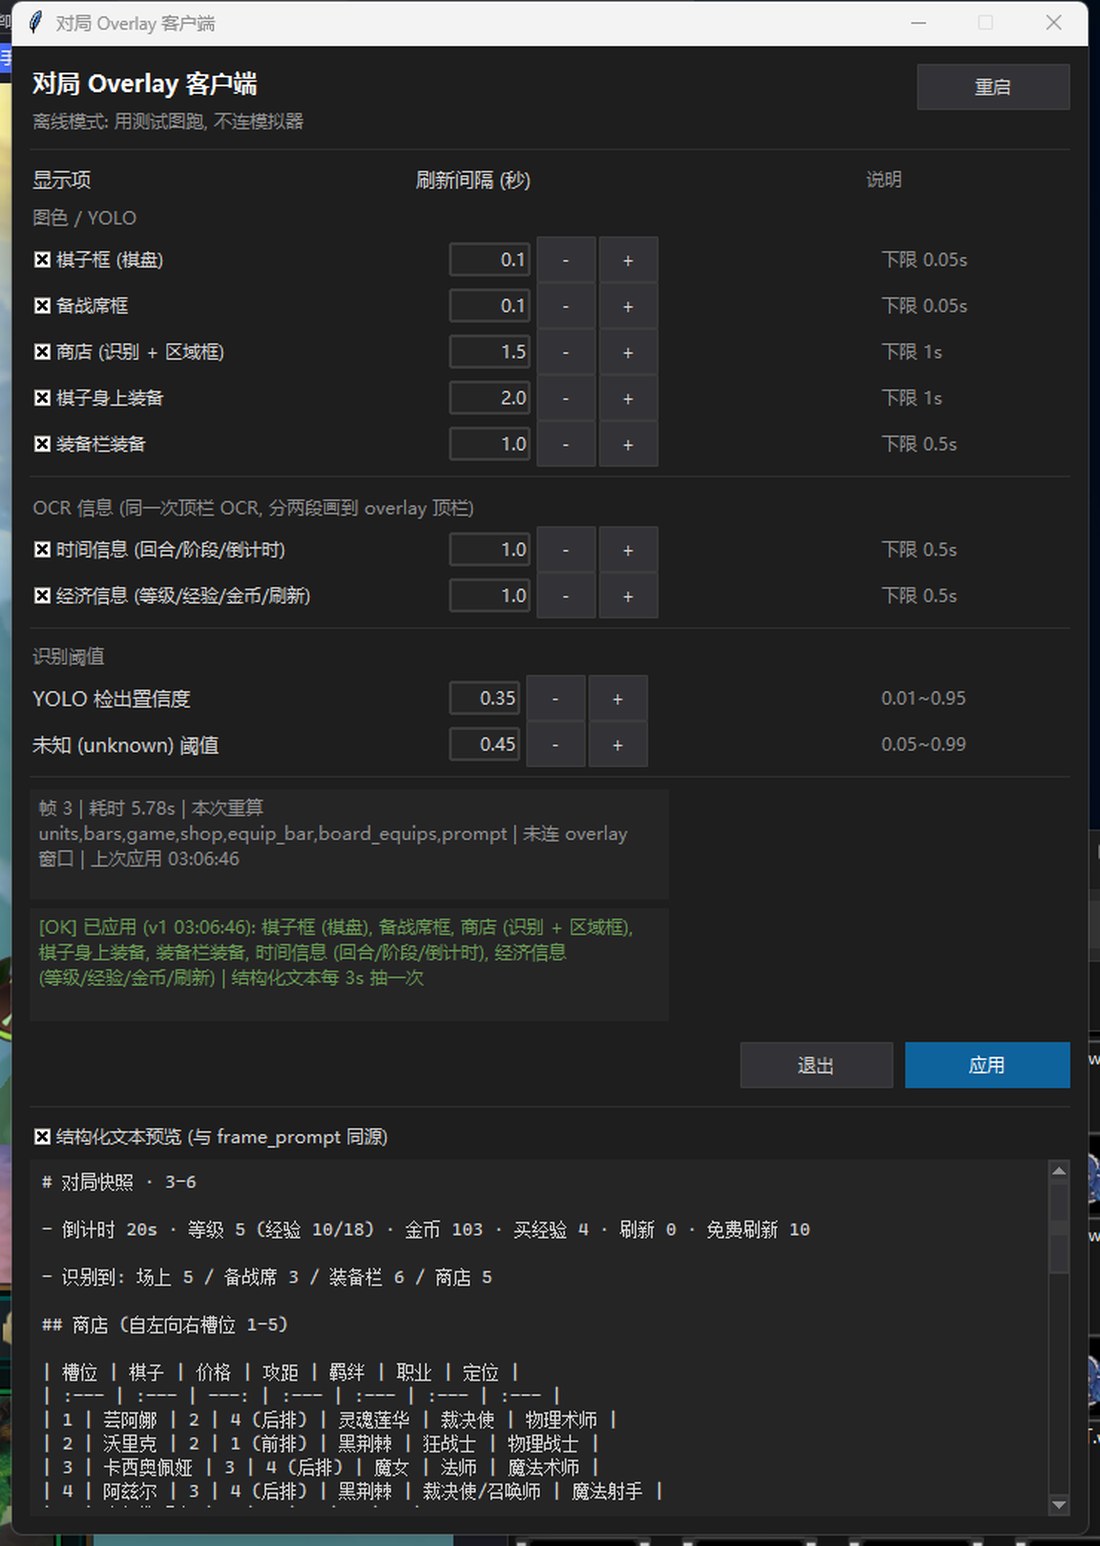 对局 Overlay 客户端
对局 Overlay 客户端
重启
离线模式: 用测试图跑, 不连模拟器
显示项 刷新间隔 (秒) 说明
图色 / YOLO
棋子框 (棋盘) 0.1 - + 下限 0.05s
备战席框 0.1 - + 下限 0.05s
商店 (识别 + 区域框) 1.5 - + 下限 1s
棋子身上装备 2.0 - + 下限 1s
装备栏装备 1.0 - + 下限 0.5s
OCR 信息 (同一次顶栏 OCR, 分两段画到 overlay 顶栏)
时间信息 (回合/阶段/倒计时) 1.0 - + 下限 0.5s
经济信息 (等级/经验/金币/刷新) 1.0 - + 下限 0.5s
识别阈值
YOLO 检出置信度 0.35 - + 0.01~0.95
未知 (unknown) 阈值 0.45 - + 0.05~0.99
帧 3 | 耗时 5.78s | 本次重算
units,bars,game,shop,equip_bar,board_equips,prompt | 未连 overlay
窗口 | 上次应用 03:06:46
[OK] 已应用 (v1 03:06:46): 棋子框 (棋盘), 备战席框, 商店 (识别 + 区域框),
棋子身上装备, 装备栏装备, 时间信息 (回合/阶段/倒计时), 经济信息
(等级/经验/金币/刷新) | 结构化文本每 3s 抽一次
退出 应用
结构化文本预览 (与 frame_prompt 同源)
# 对局快照 · 3-6
- 倒计时 20s · 等级 5 (经验 10/18) · 金币 103 · 买经验 4 · 刷新 0 · 免费刷新 10
- 识别到: 场上 5 / 备战席 3 / 装备栏 6 / 商店 5
## 商店 (自左向右槽位 1-5)
| 槽位 | 棋子 | 价格 | 攻距 | 羁绊 | 职业 | 定位 |
| :--- | :--- | ---: | :--- | :--- | :--- | :--- |
| 1 | 芸阿娜 | 2 | 4 (后排) | 灵魂莲华 | 裁决使 | 物理术师 |
| 2 | 沃里克 | 2 | 1 (前排) | 黑荆棘 | 狂战士 | 物理战士 |
| 3 | 卡西奥佩娅 | 3 | 4 (后排) | 魔女 | 法师 | 魔法术师 |
| 4 | 阿兹尔 | 3 | 4 (后排) | 黑荆棘 | 裁决使/召唤师 | 魔法射手 |